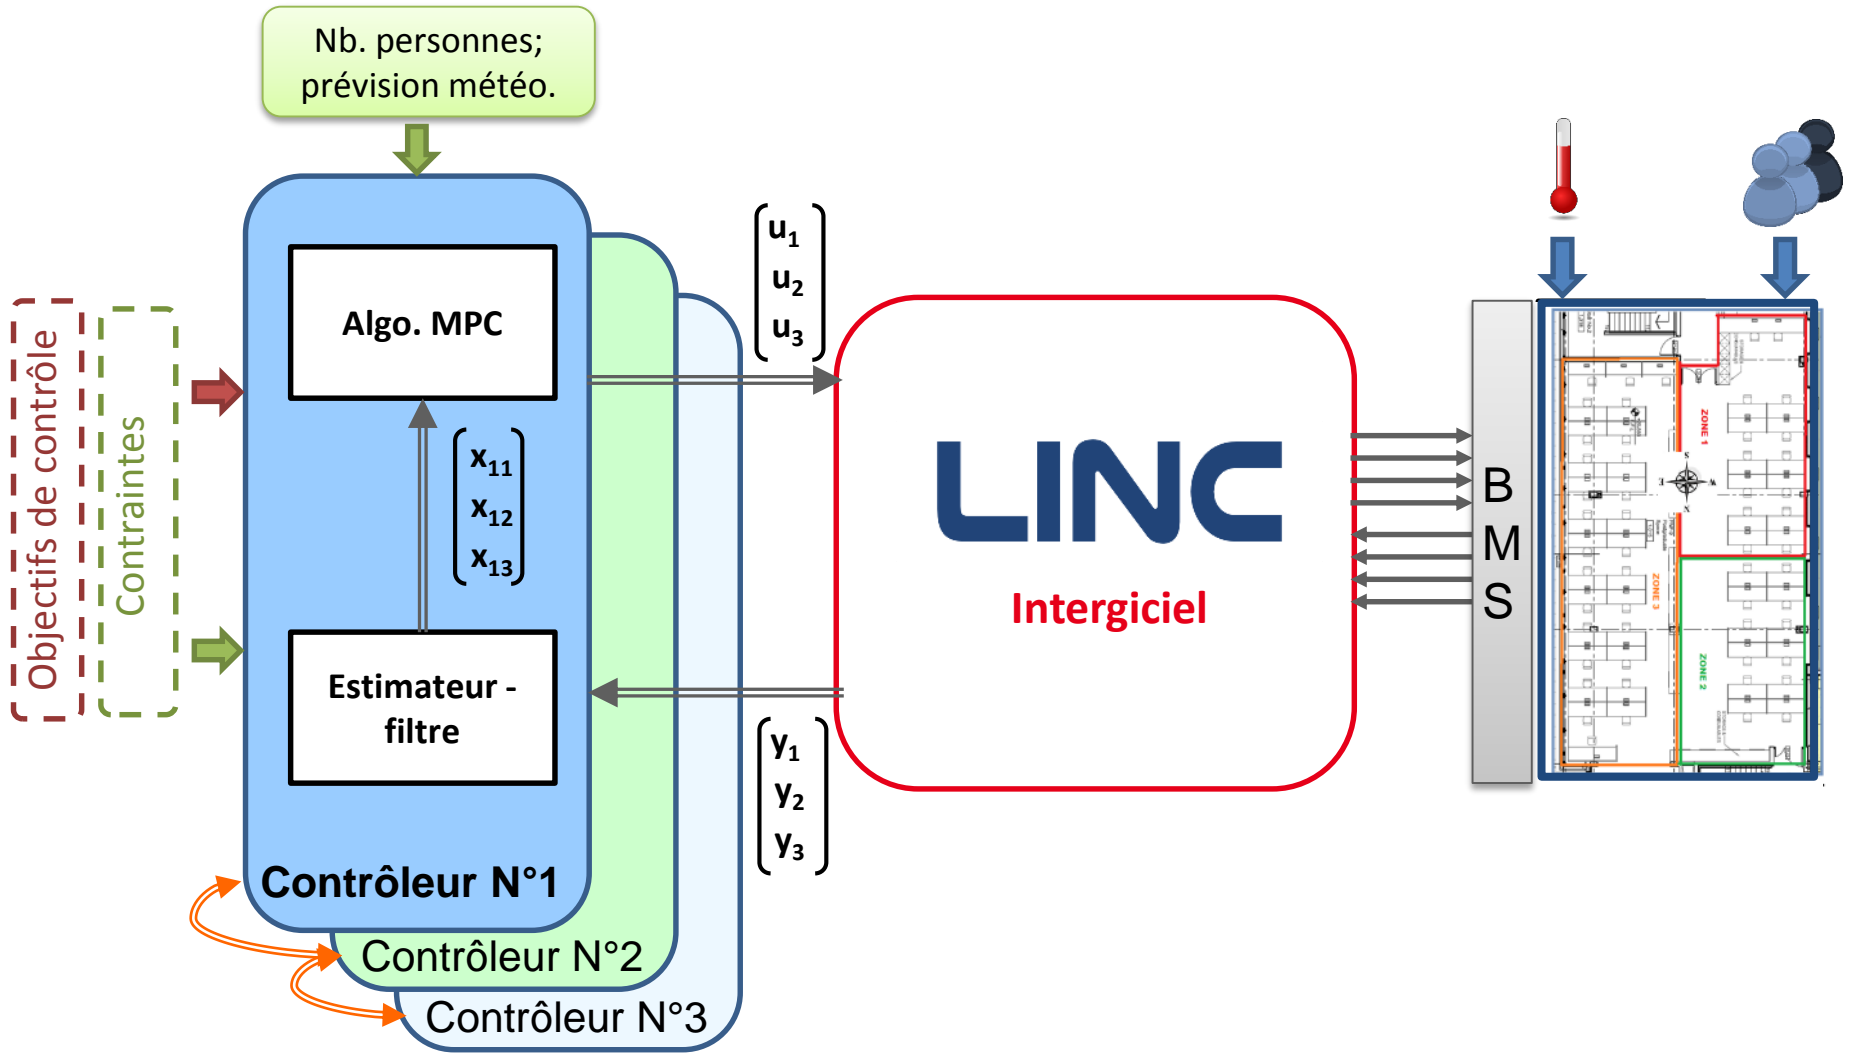 Nb. personnes;
prévision météo.
Objectifs de contrôle
Contraintes
Algo. MPC
x11
x12
x13
Estimateur -
filtre
Contrôleur N°1
Contrôleur N°2
Contrôleur N°3
u1
u2
u3
y1
y2
y3
LINC
Intergiciel
B
M
S
ZONE 1
ZONE 3
ZONE 2
S
E
W
N